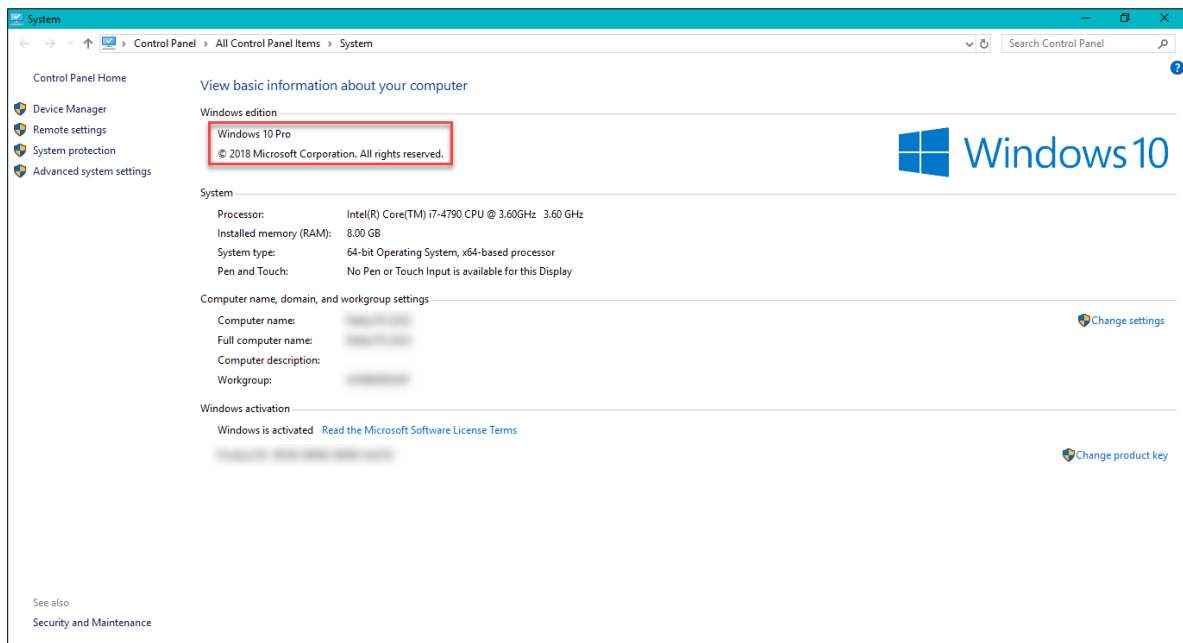 System
Control Panel > All Control Panel Items > System
Search Control Panel
Control Panel Home
Device Manager
Remote settings
System protection
Advanced system settings
View basic information about your computer
Windows edition
Windows 10 Pro
© 2018 Microsoft Corporation. All rights reserved.
Windows 10
System
Processor: Intel(R) Core(TM) i7-4790 CPU @ 3.60GHz 3.60 GHz
Installed memory (RAM): 8.00 GB
System type: 64-bit Operating System, x64-based processor
Pen and Touch: No Pen or Touch Input is available for this Display
Computer name, domain, and workgroup settings
Computer name:
Change settings
Full computer name:
Computer description:
Workgroup:
Windows activation
Windows is activated Read the Microsoft Software License Terms
Change product key
See also
Security and Maintenance